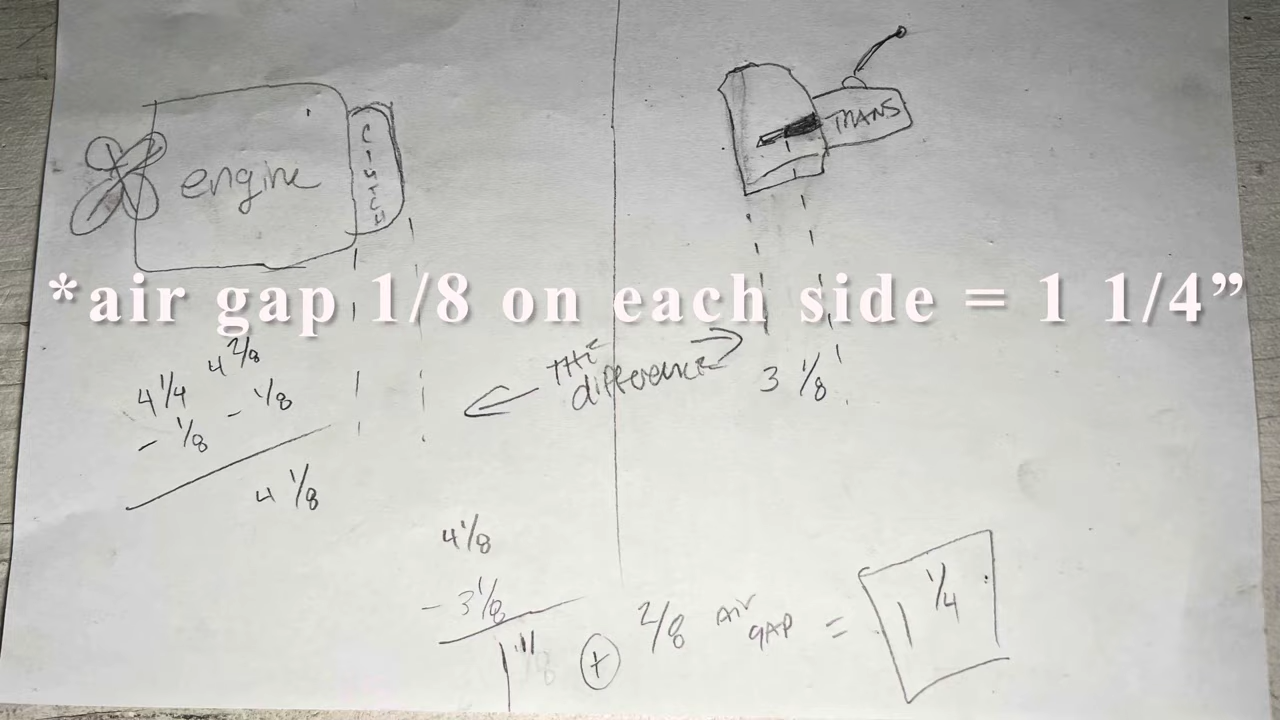 engine
CLUTCH
TRANS
*air gap 1/8 on each side = 1 1/4”
4 1/4
- 1/8
4 2/8
- 1/8
4 1/8
THE
difference
3 1/8
4 1/8
- 3 1/8
1
+ 2/8 AIR GAP = 1 1/4